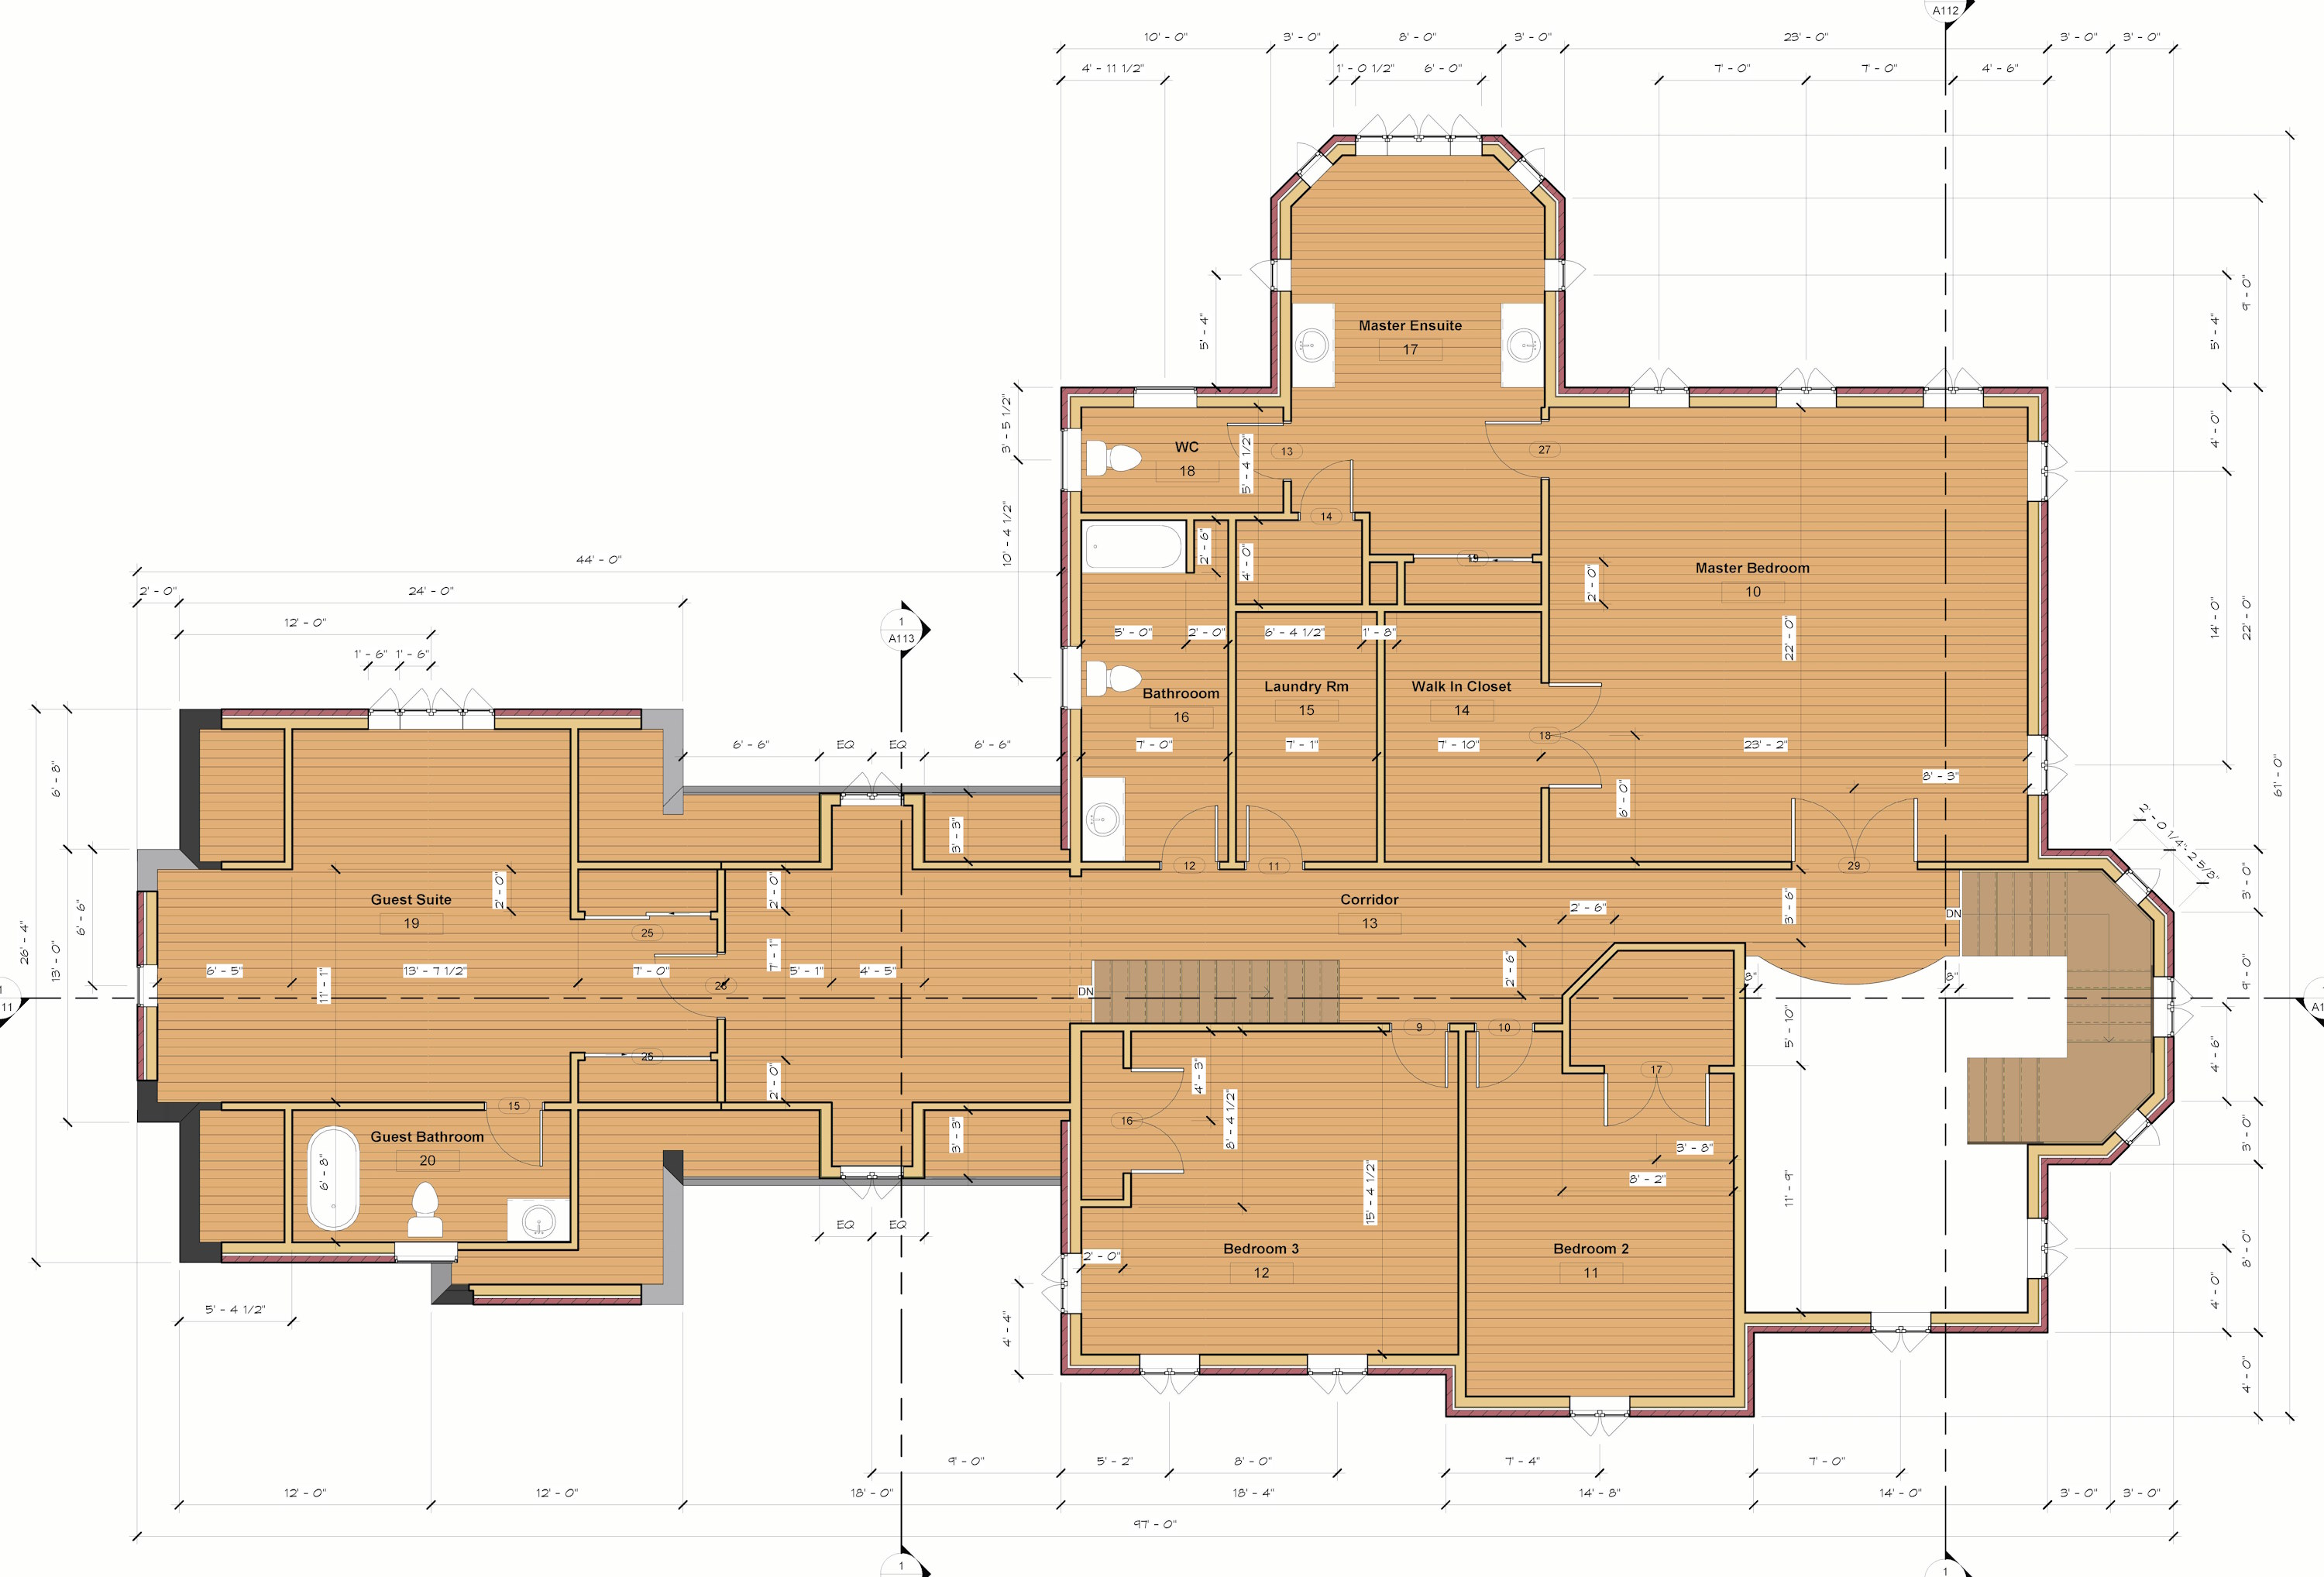 A112
10' - 0" 3' - 0" 8' - 0" 3' - 0" 23' - 0" 3' - 0" 3' - 0"
4' - 11 1/2" 1' - 0 1/2" 6' - 0" 7' - 0" 7' - 0" 4' - 6"
9' - 0"
5' - 4" 5' - 4"
Master Ensuite
17
3' - 5 1/2" 4' - 0"
WC
18
5' - 4 1/2"
13
27
14
10' - 4 1/2"
2' - 6"
4' - 0"
44' - 0"
Master Bedroom
10
2' - 0"
2' - 0" 24' - 0"
12' - 0"
1' - 6" 1' - 6"
1
A113
5' - 0" 2' - 0" 6' - 4 1/2" 1' - 8"
22' - 0"
14' - 0" 22' - 0"
Bathrooom
16
Laundry Rm
15
Walk In Closet
14
18
6' - 6" EQ EQ 6' - 6"
7' - 0" 7' - 1" 7' - 10" 23' - 2"
8' - 3"
6' - 8"
6' - 0"
61' - 0"
3' - 3"
2' - 0 1/4"
2' - 2 5/8"
12 11 29
3' - 0"
Guest Suite
19
2' - 0" 2' - 0"
Corridor
13
2' - 6"
3' - 6"
DN
25
6' - 6"
13' - 0"
26' - 4"
6' - 5" 13' - 7 1/2" 7' - 0" 7' - 1" 5' - 1" 4' - 5"
11' - 1"
2' - 6"
8" 8"
9' - 0"
DN
1
11
A1
9 10
5' - 10"
4' - 6"
2' - 0"
4' - 3"
17
15
8' - 4 1/2"
16
Guest Bathroom
20
6' - 8"
3' - 3"
3' - 8"
8' - 2"
3' - 0"
11' - 9"
15' - 4 1/2"
EQ EQ
Bedroom 3
12
Bedroom 2
11
2' - 0"
8' - 0"
4' - 0"
5' - 4 1/2"
4' - 4"
4' - 0"
9' - 0" 5' - 2" 8' - 0" 7' - 4" 7' - 0"
12' - 0" 12' - 0" 18' - 0" 18' - 4" 14' - 8" 14' - 0" 3' - 0" 3' - 0"
97' - 0"
1 1